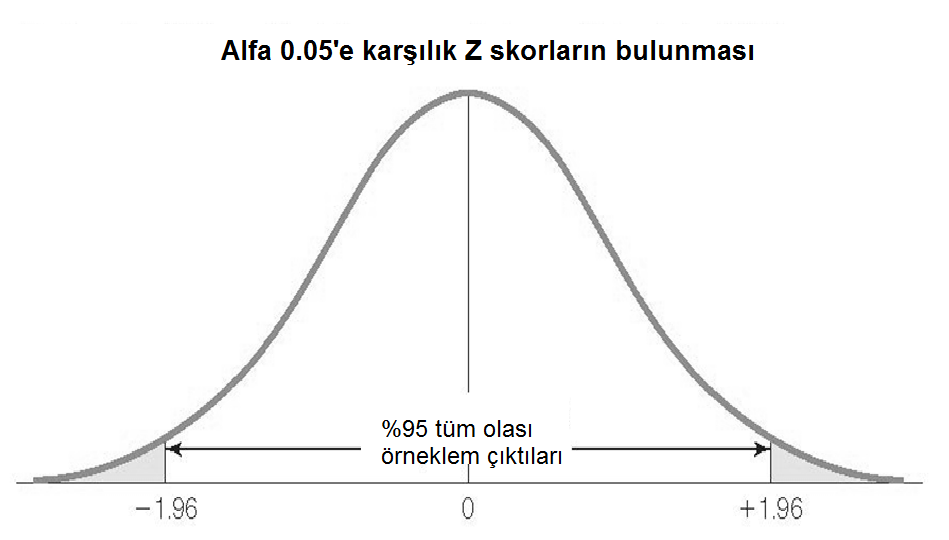 Alfa 0.05'e karşılık Z skorların bulunması
%95 tüm olası
örneklem çıktıları
−1.96
0
+1.96